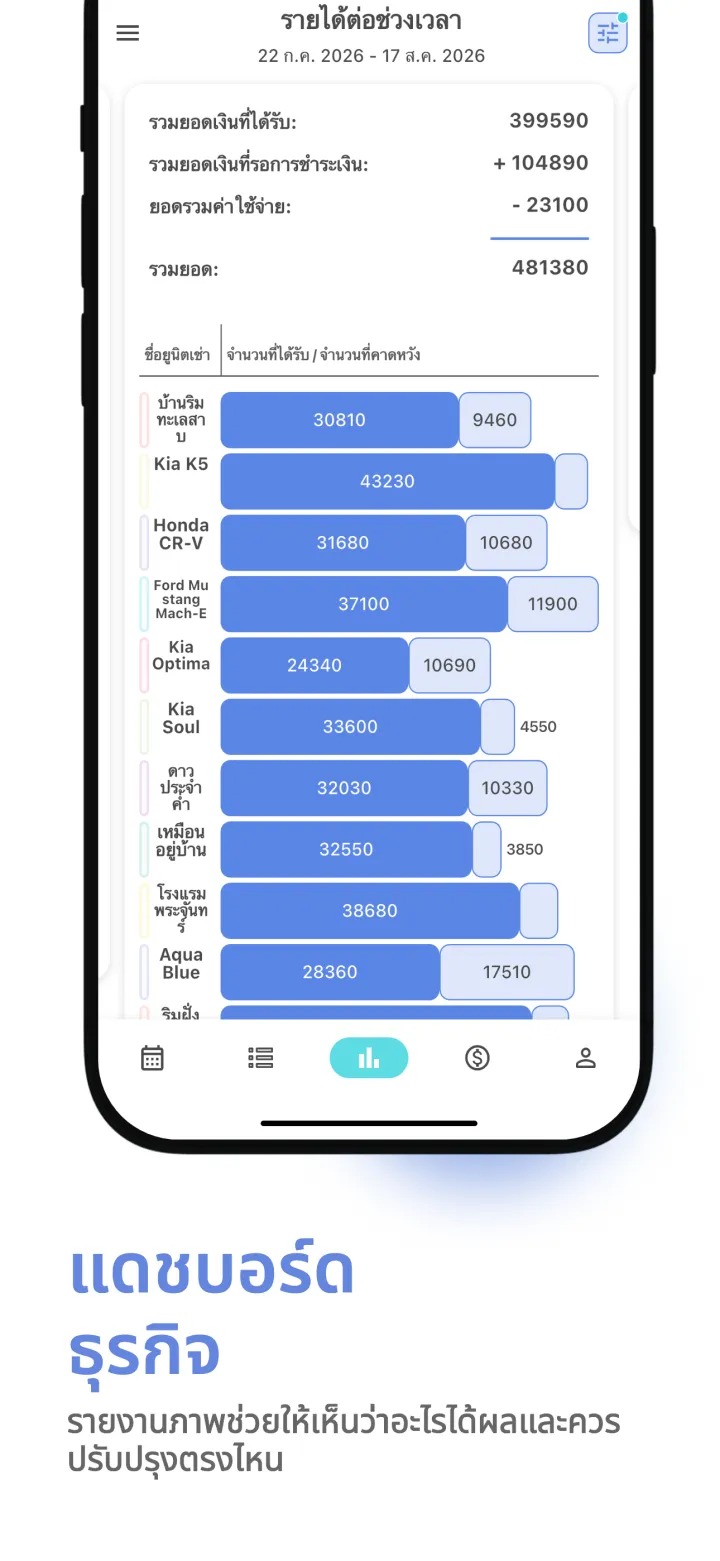 รายได้ต่อช่วงเวลา
22 ก.ค. 2026 - 17 ส.ค. 2026
รวมยอดเงินที่ได้รับ: 399590
รวมยอดเงินที่รอการชำระเงิน: + 104890
ยอดรวมค่าใช้จ่าย: - 23100
รวมยอด: 481380
ชื่อยูนิตเช่า จำนวนที่ได้รับ / จำนวนที่คาดหวัง
บ้านริม
ทะเลสา
บ
30810 9460
Kia K5
43230
Honda
CR-V
31680 10680
Ford Mu
stang
Mach-E
37100 11900
Kia
Optima
24340 10690
Kia
Soul
33600 4550
ดาว
ประจำ
ค่ำ
32030 10330
เหมือน
อยู่บ้าน
32550 3850
โรงแรม
พระจันท
ร์
38680
Aqua
Blue
28360 17510
ริมฝั่ง
แดชบอร์ด
ธุรกิจ
รายงานภาพช่วยให้เห็นว่าอะไรได้ผลและควร
ปรับปรุงตรงไหน